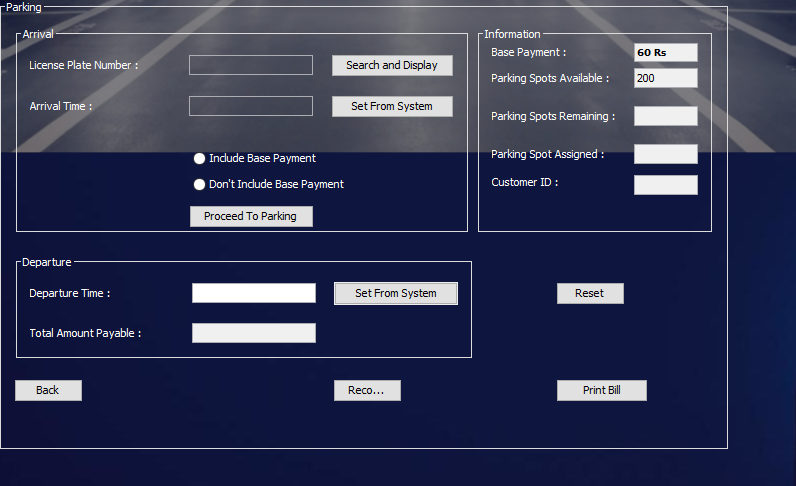 Parking
Arrival
License Plate Number :
Search and Display
Arrival Time :
Set From System
Include Base Payment
Don't Include Base Payment
Proceed To Parking
Information
Base Payment :
60 Rs
Parking Spots Available :
200
Parking Spots Remaining :
Parking Spot Assigned :
Customer ID :
Departure
Departure Time :
Set From System
Total Amount Payable :
Reset
Back
Reco...
Print Bill